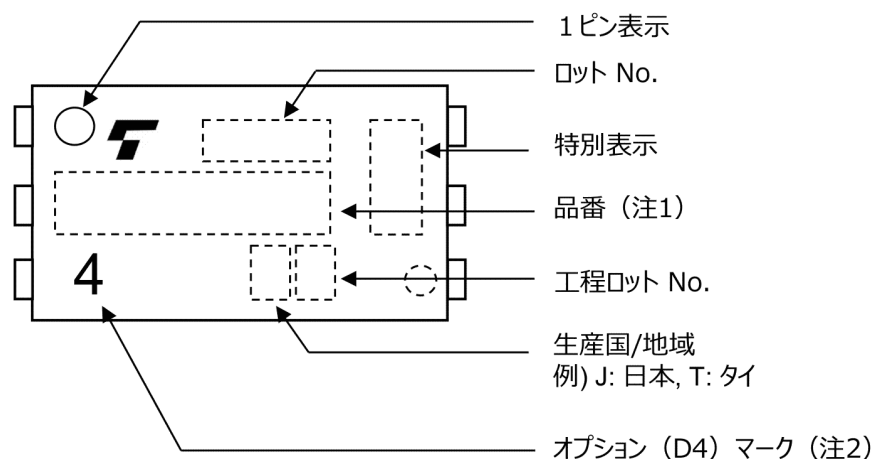 1ピン表示
ロット No.
特別表示
品番（注1）
4
工程ロット No.
生産国/地域
例) J: 日本, T: タイ
オプション（D4）マーク（注2）